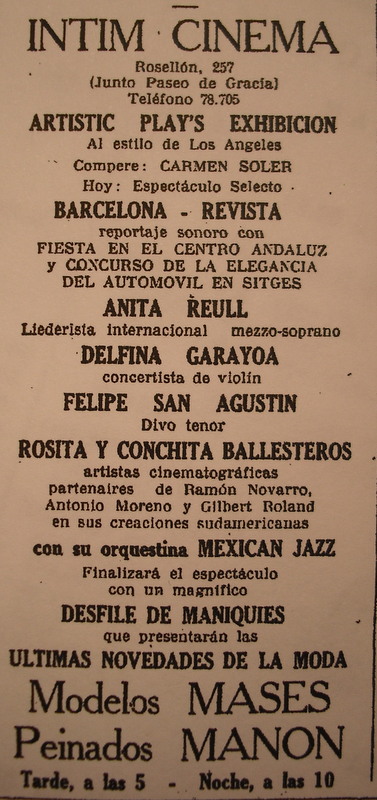 INTIM CINEMA
Rosellón, 257
(Junto Paseo de Gracia)
Teléfono 78.705
ARTISTIC PLAY'S EXHIBICION
Al estilo de Los Angeles
Compere: CARMEN SOLER
Hoy: Espectáculo Selecto
BARCELONA - REVISTA
reportaje sonoro con
FIESTA EN EL CENTRO ANDALUZ
y CONCURSO DE LA ELEGANCIA
DEL AUTOMOVIL EN SITGES
ANITA REULL
Liederista internacional mezzo-soprano
DELFINA GARAYOA
concertista de violín
FELIPE SAN AGUSTIN
Divo tenor
ROSITA Y CONCHITA BALLESTEROS
artistas cinematográficas
partenaires de Ramón Novarro,
Antonio Moreno y Gilbert Roland
en sus creaciones sudamericanas
con su orquestina MEXICAN JAZZ
Finalizará el espectáculo
con un magnífico
DESFILE DE MANIQUIES
que presentarán las
ULTIMAS NOVEDADES DE LA MODA
Modelos MASES
Peinados MANON
Tarde, a las 5 - Noche, a las 10